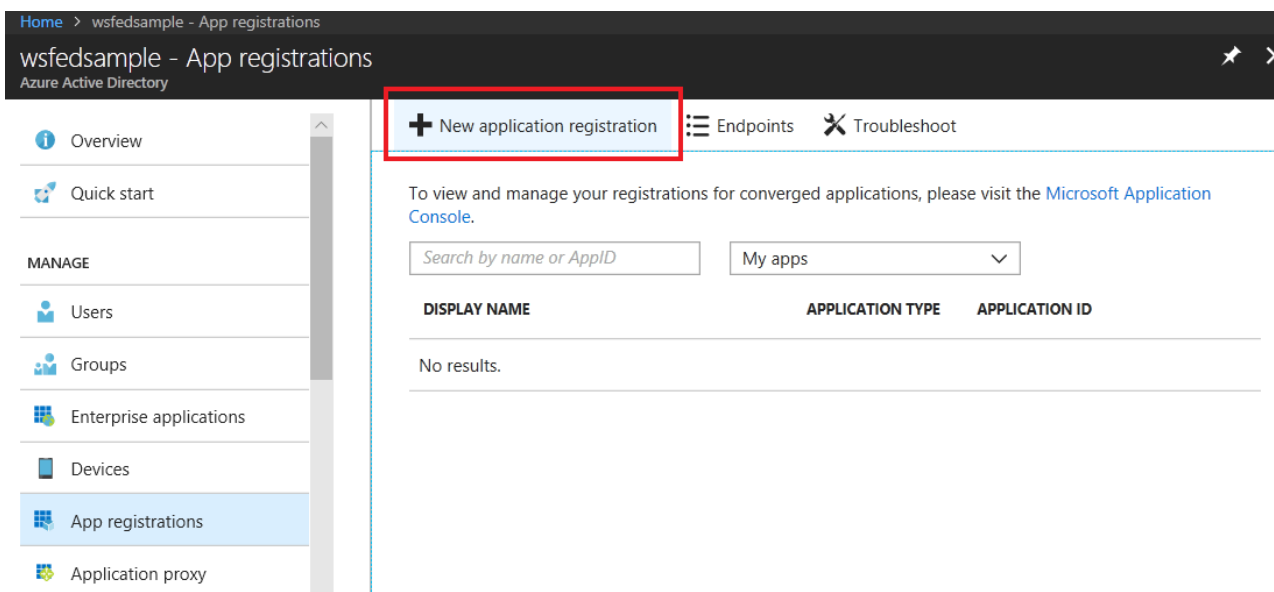 Home > wsfedsample - App registrations
wsfedsample - App registrations
Azure Active Directory
Overview
Quick start
MANAGE
Users
Groups
Enterprise applications
Devices
App registrations
Application proxy
New application registration
Endpoints
Troubleshoot
To view and manage your registrations for converged applications, please visit the Microsoft Application
Console.
Search by name or AppID
My apps
DISPLAY NAME
APPLICATION TYPE
APPLICATION ID
No results.